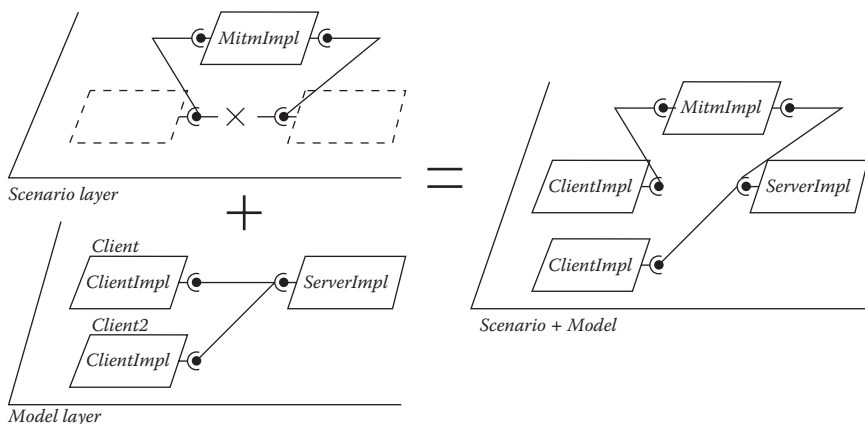 MitmImpl
Scenario layer
+
Client
ClientImpl
ServerImpl
Client2
ClientImpl
Model layer
=
MitmImpl
ClientImpl
ServerImpl
ClientImpl
Scenario + Model